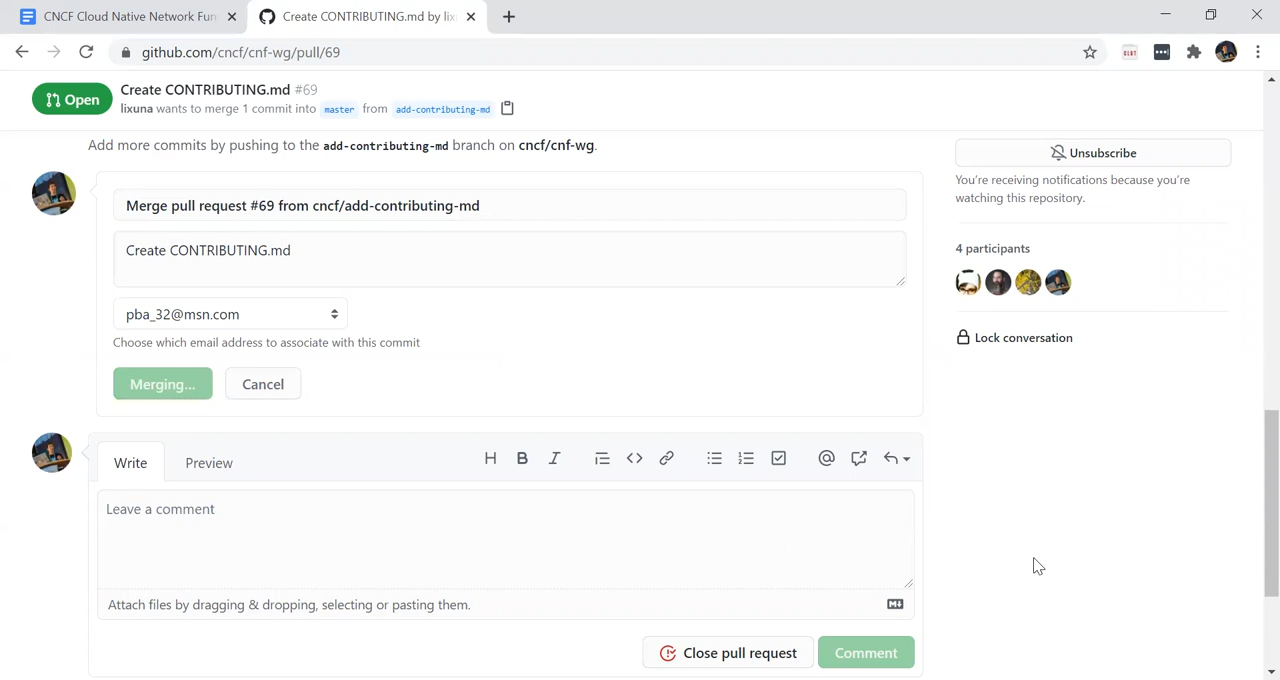 CNCF Cloud Native Network Fun
Create CONTRIBUTING.md by lix
github.com/cncf/cnf-wg/pull/69
Open
Create CONTRIBUTING.md #69
lixuna wants to merge 1 commit into master from add-contributing-md
Add more commits by pushing to the add-contributing-md branch on cncf/cnf-wg.
Merge pull request #69 from cncf/add-contributing-md
Create CONTRIBUTING.md
pba_32@msn.com
Choose which email address to associate with this commit
Merging...
Cancel
Unsubscribe
You're receiving notifications because you're
watching this repository.
4 participants
Lock conversation
Write
Preview
Leave a comment
Attach files by dragging & dropping, selecting or pasting them.
Close pull request
Comment